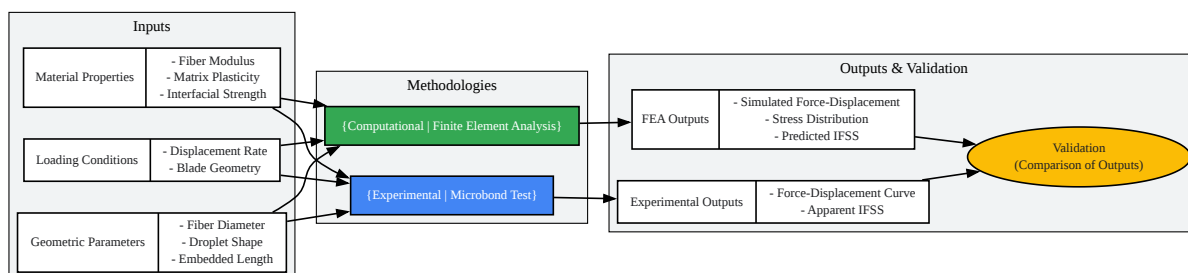 Inputs
Material Properties
- Fiber Modulus
- Matrix Plasticity
- Interfacial Strength
Loading Conditions
- Displacement Rate
- Blade Geometry
Geometric Parameters
- Fiber Diameter
- Droplet Shape
- Embedded Length
Methodologies
{Computational | Finite Element Analysis}
{Experimental | Microbond Test}
Outputs & Validation
FEA Outputs
- Simulated Force-Displacement
- Stress Distribution
- Predicted IFSS
Experimental Outputs
- Force-Displacement Curve
- Apparent IFSS
Validation
(Comparison of Outputs)